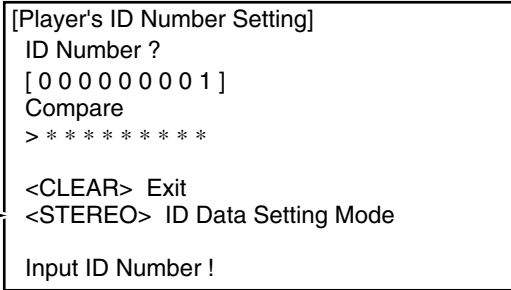 [Player's ID Number Setting]
ID Number ?
[ 0 0 0 0 0 0 0 0 1 ]
Compare
> * * * * * * * * *
<CLEAR> Exit
<STEREO> ID Data Setting Mode
Input ID Number !